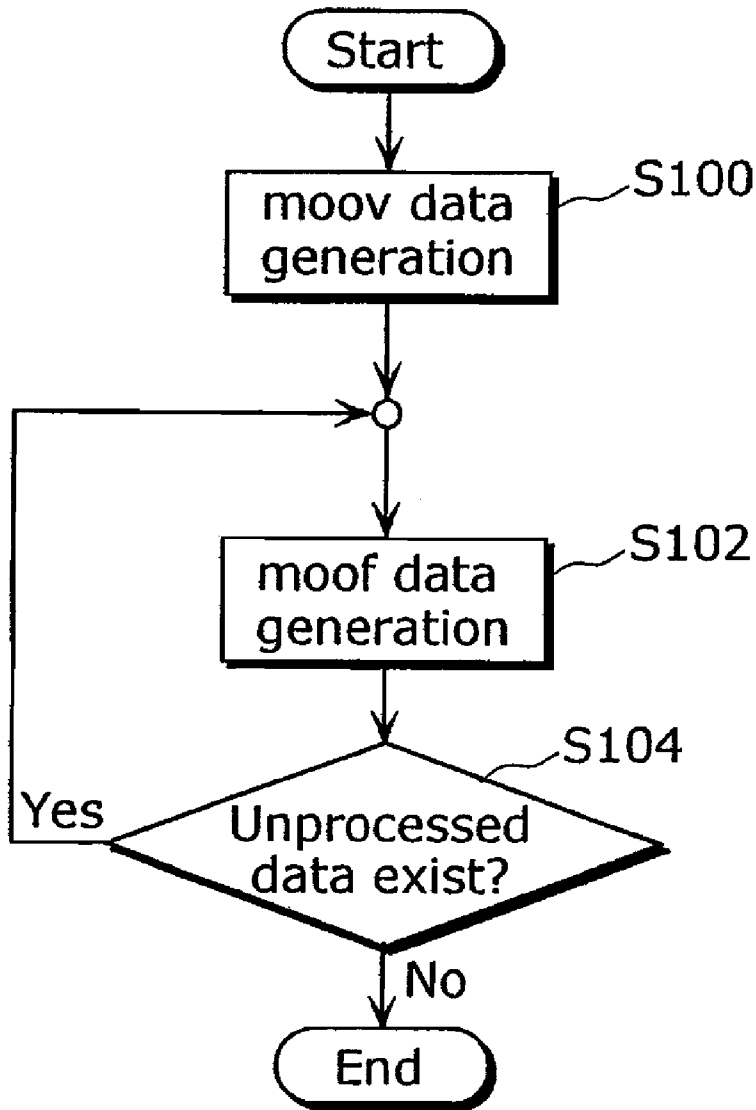 Start
moov data
generation
S100
moof data
generation
S102
S104
Unprocessed
data exist?
Yes
No
End